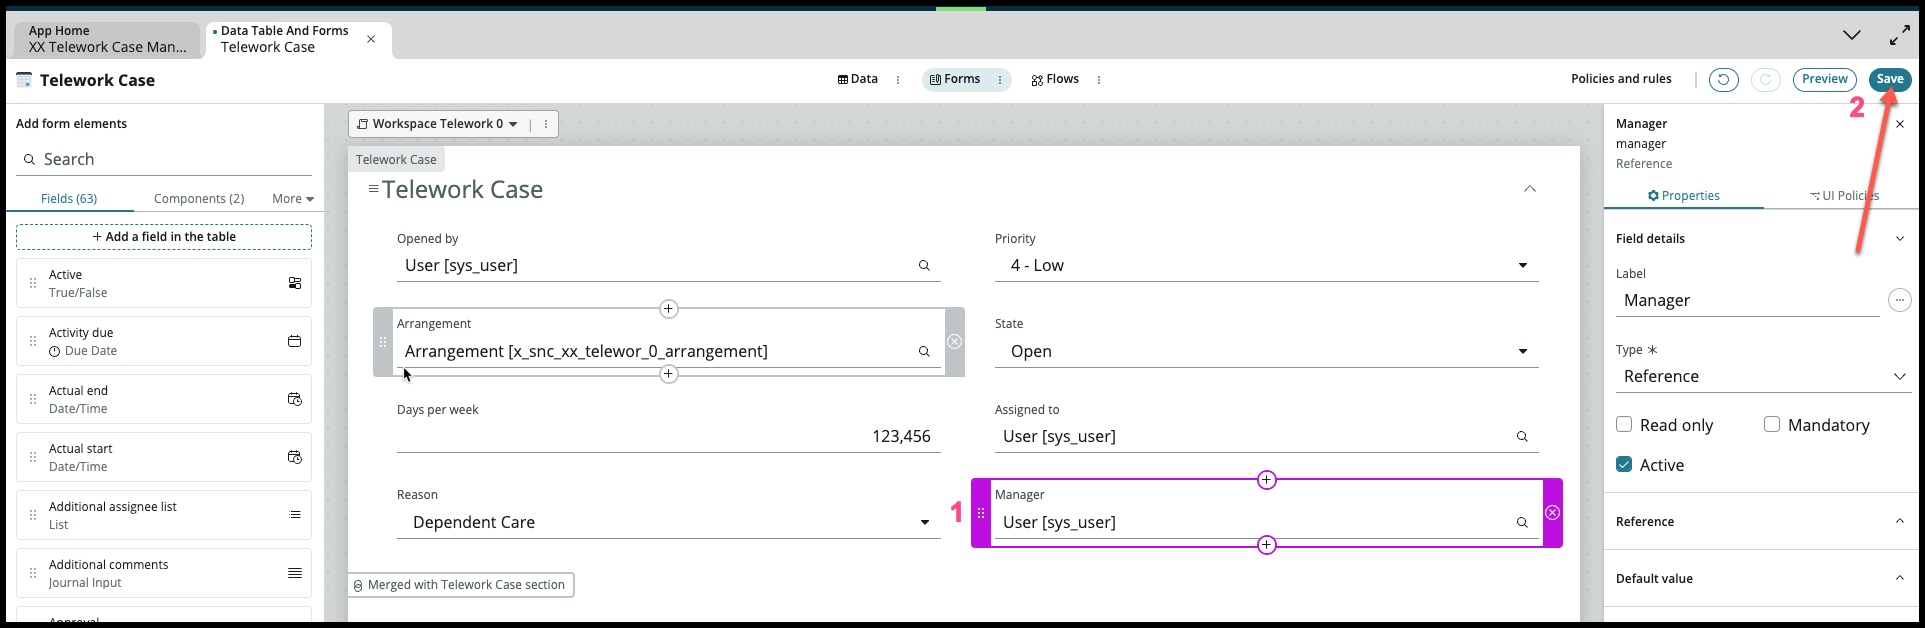 App Home
XX Telework Case Man...
Data Table And Forms
Telework Case
Telework Case
Data
Forms
Flows
Policies and rules
Preview
Save
2
Add form elements
Search
Fields (63)
Components (2)
More
+ Add a field in the table
Active
True/False
Activity due
Due Date
Actual end
Date/Time
Actual start
Date/Time
Additional assignee list
List
Additional comments
Journal Input
Approval
Workspace Telework 0
Telework Case
Telework Case
Opened by
User [sys_user]
Priority
4 - Low
Arrangement
Arrangement [x_snc_xx_telewor_0_arrangement]
State
Open
Days per week
123,456
Assigned to
User [sys_user]
Reason
Dependent Care
1
Manager
User [sys_user]
Merged with Telework Case section
Manager
manager
Reference
Properties
UI Policies
Field details
Label
Manager
Type
Reference
Read only
Mandatory
Active
Reference
Default value